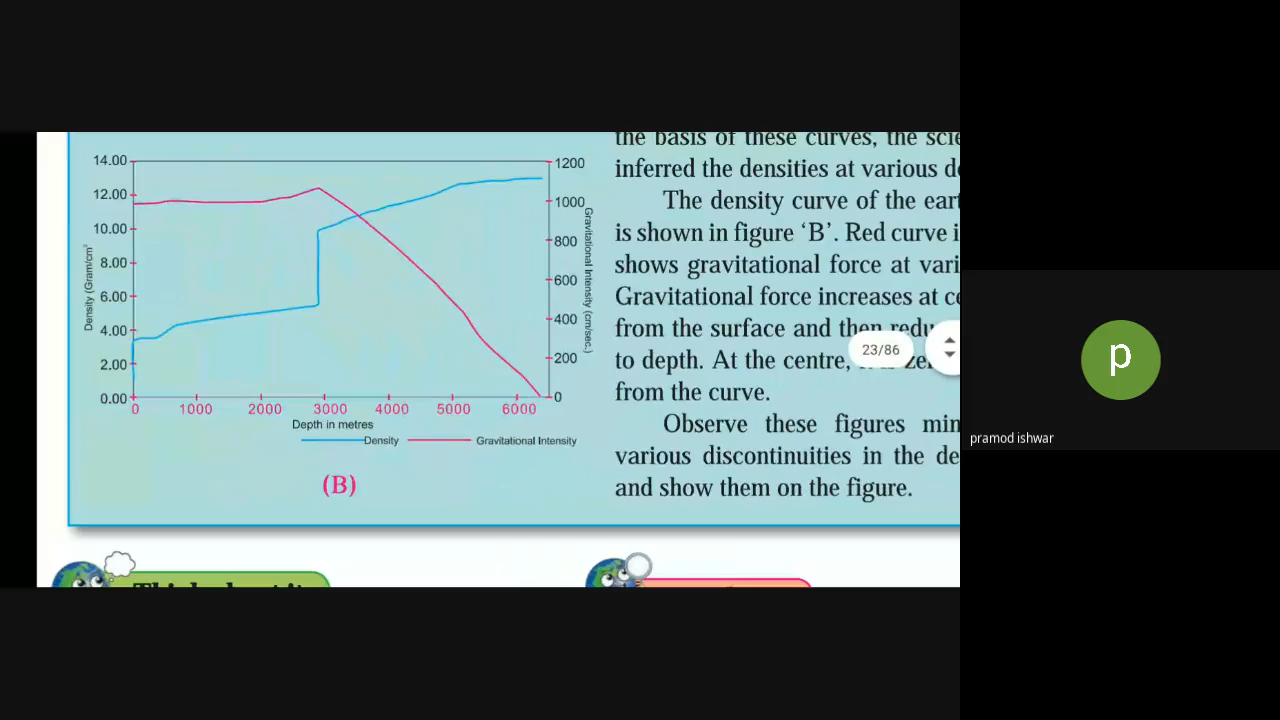 14.00
12.00
10.00
8.00
6.00
4.00
2.00
0.00
Density (Gram/cm³
1200
1000
800
600
400
200
0
Gravitational Intensity (cm/sec.)
0 1000 2000 3000 4000 5000 6000
Depth in metres
Density Gravitational Intensity
(B)
the basis of these curves, the scie
inferred the densities at various de
The density curve of the eart
is shown in figure ‘B’. Red curve i
shows gravitational force at vari
Gravitational force increases at ce
from the surface and then redu
to depth. At the centre,
from the curve.
Observe these figures min
various discontinuities in the de
and show them on the figure.
23/86
p
pramod ishwar